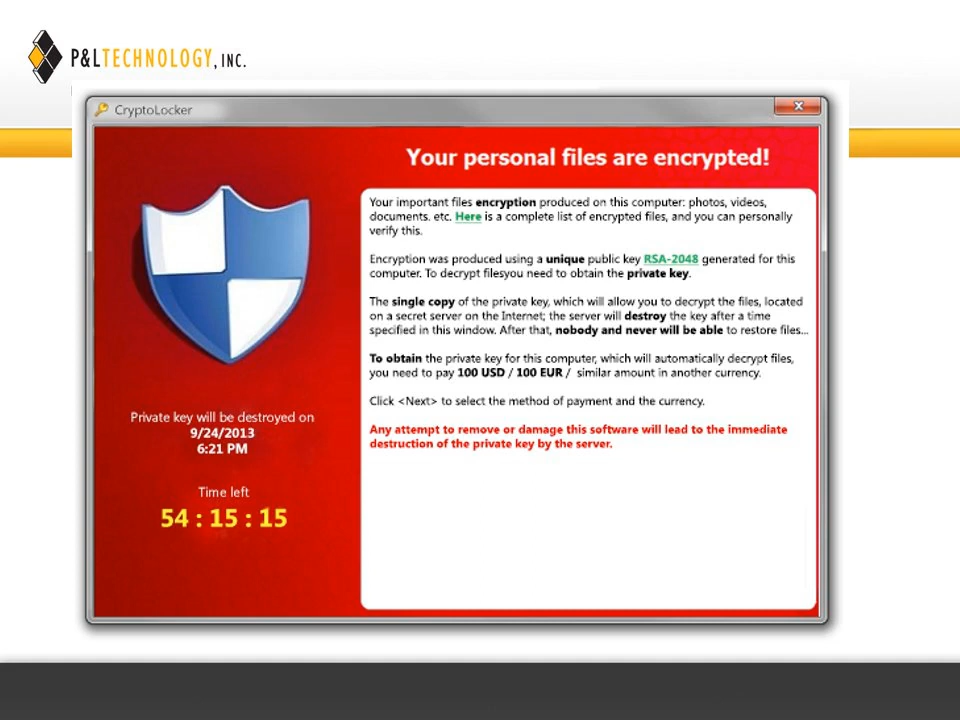 P&L TECHNOLOGY, INC.
CryptoLocker
Your personal files are encrypted!
Your important files encryption produced on this computer: photos, videos,
documents. etc. Here is a complete list of encrypted files, and you can personally
verify this.
Encryption was produced using a unique public key RSA-2048 generated for this
computer. To decrypt filesyou need to obtain the private key.
The single copy of the private key, which will allow you to decrypt the files, located
on a secret server on the Internet; the server will destroy the key after a time
specified in this window. After that, nobody and never will be able to restore files...
To obtain the private key for this computer, which will automatically decrypt files,
you need to pay 100 USD / 100 EUR / similar amount in another currency.
Click <Next> to select the method of payment and the currency.
Any attempt to remove or damage this software will lead to the immediate
destruction of the private key by the server.
Private key will be destroyed on
9/24/2013
6:21 PM
Time left
54 : 15 : 15